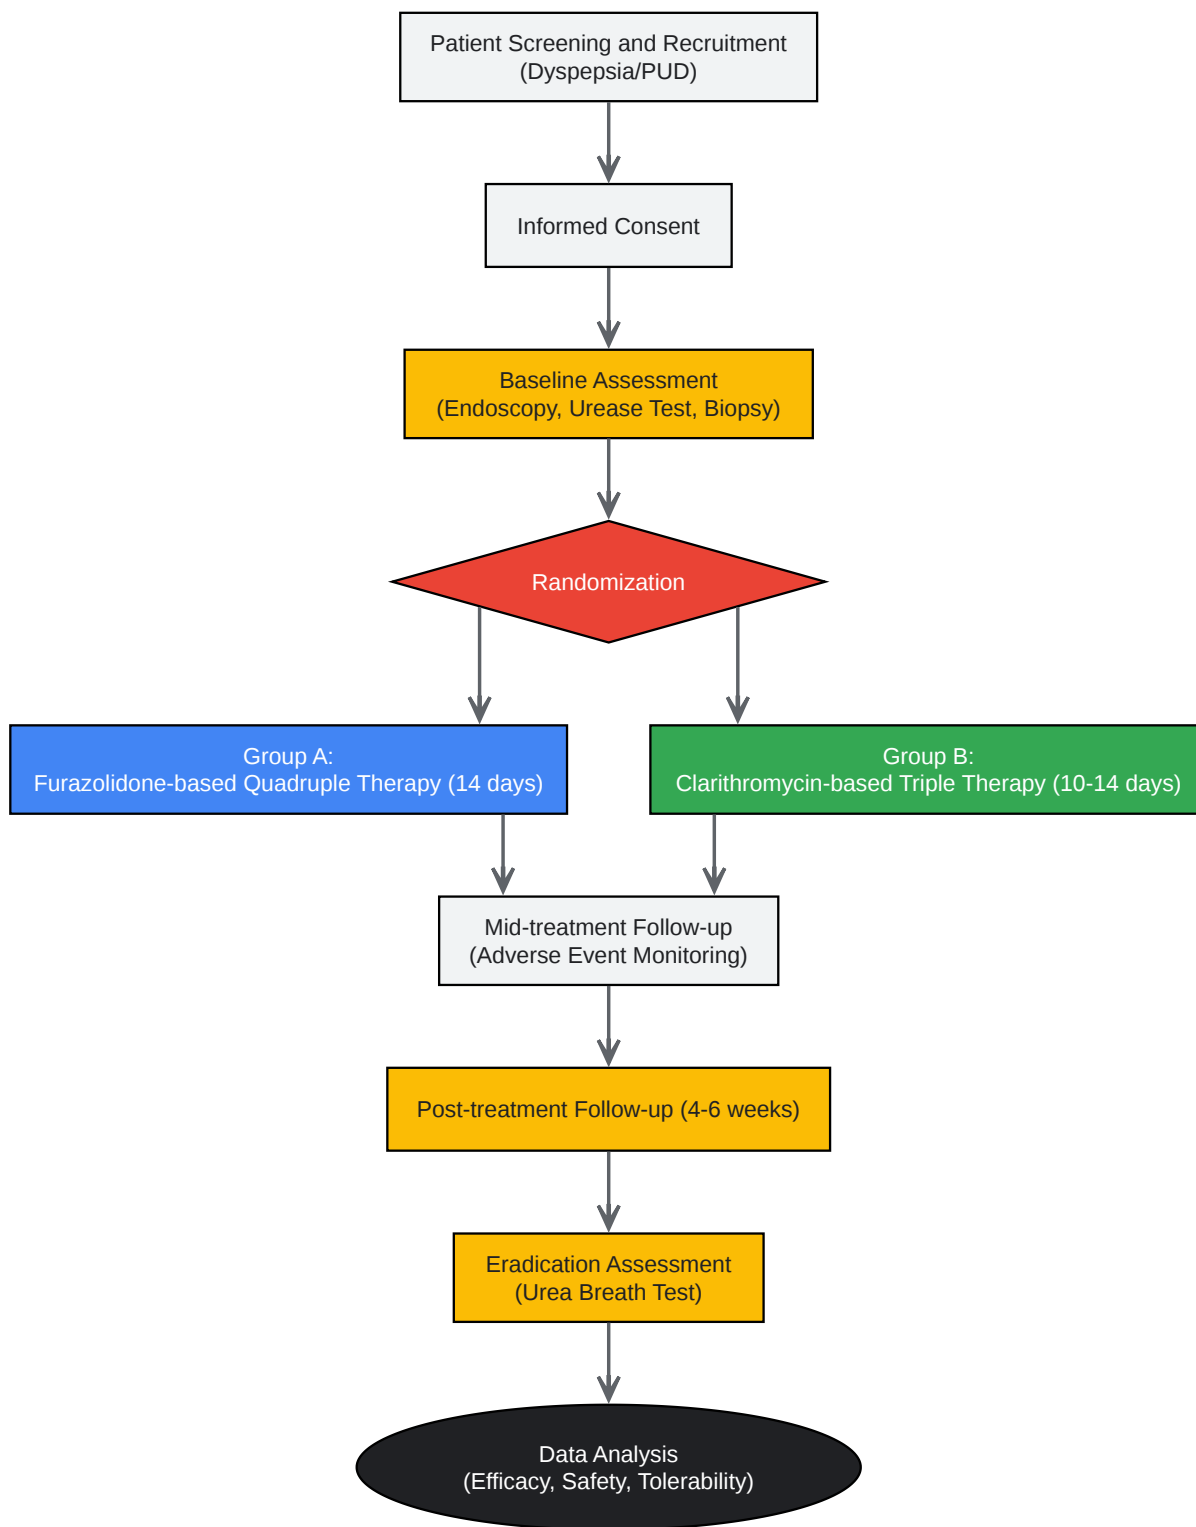 Patient Screening and Recruitment
(Dyspepsia/PUD)
Informed Consent
Baseline Assessment
(Endoscopy, Urease Test, Biopsy)
Randomization
Group A:
Furazolidone-based Quadruple Therapy (14 days)
Group B:
Clarithromycin-based Triple Therapy (10-14 days)
Mid-treatment Follow-up
(Adverse Event Monitoring)
Post-treatment Follow-up (4-6 weeks)
Eradication Assessment
(Urea Breath Test)
Data Analysis
(Efficacy, Safety, Tolerability)